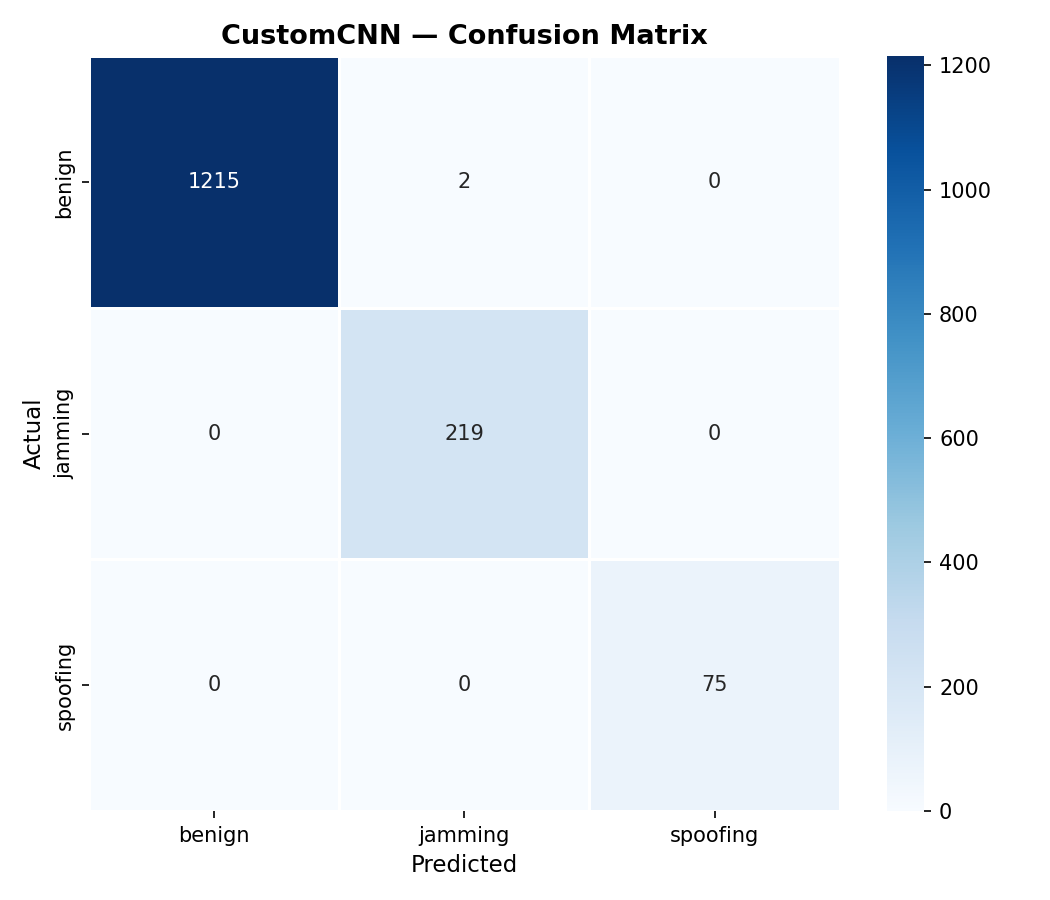 CustomCNN — Confusion Matrix
1200
1000
800
600
400
200
0
Actual
benign
1215
2
0
jamming
0
219
0
spoofing
0
0
75
benign
jamming
spoofing
Predicted